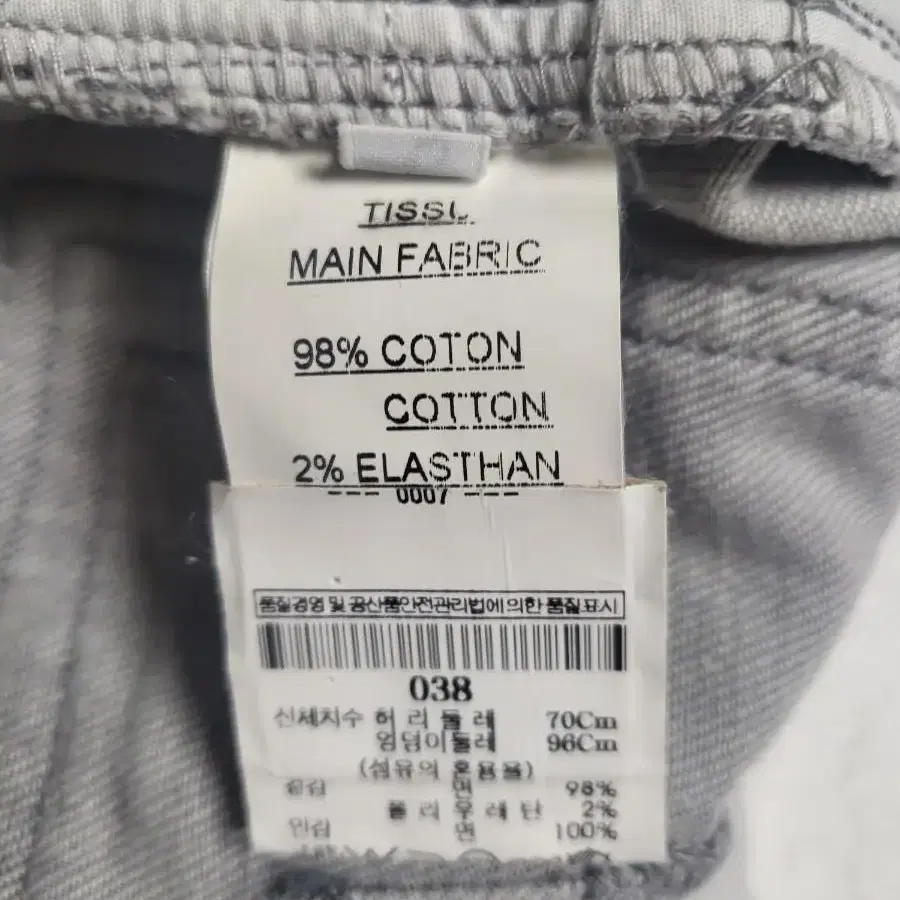 MAIN FABRIC
98% COTON
COTTON
2% ELASTHAN
--- 0007 ---
품질경영 및 공산품안전관리법에 의한 품질표시
038
신체치수 허 리 둘 레 70Cm
엉덩이둘레 96Cm
(섬유의 혼용율)
겉감 면 98%
폴 리 우 레 탄 2%
안감 면 100%